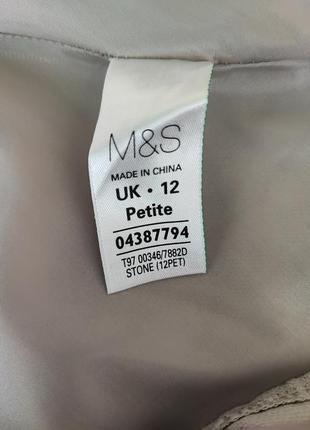 M&S
MADE IN CHINA
UK • 12
Petite
04387794
T97 00346/7882D
STONE (12PET)